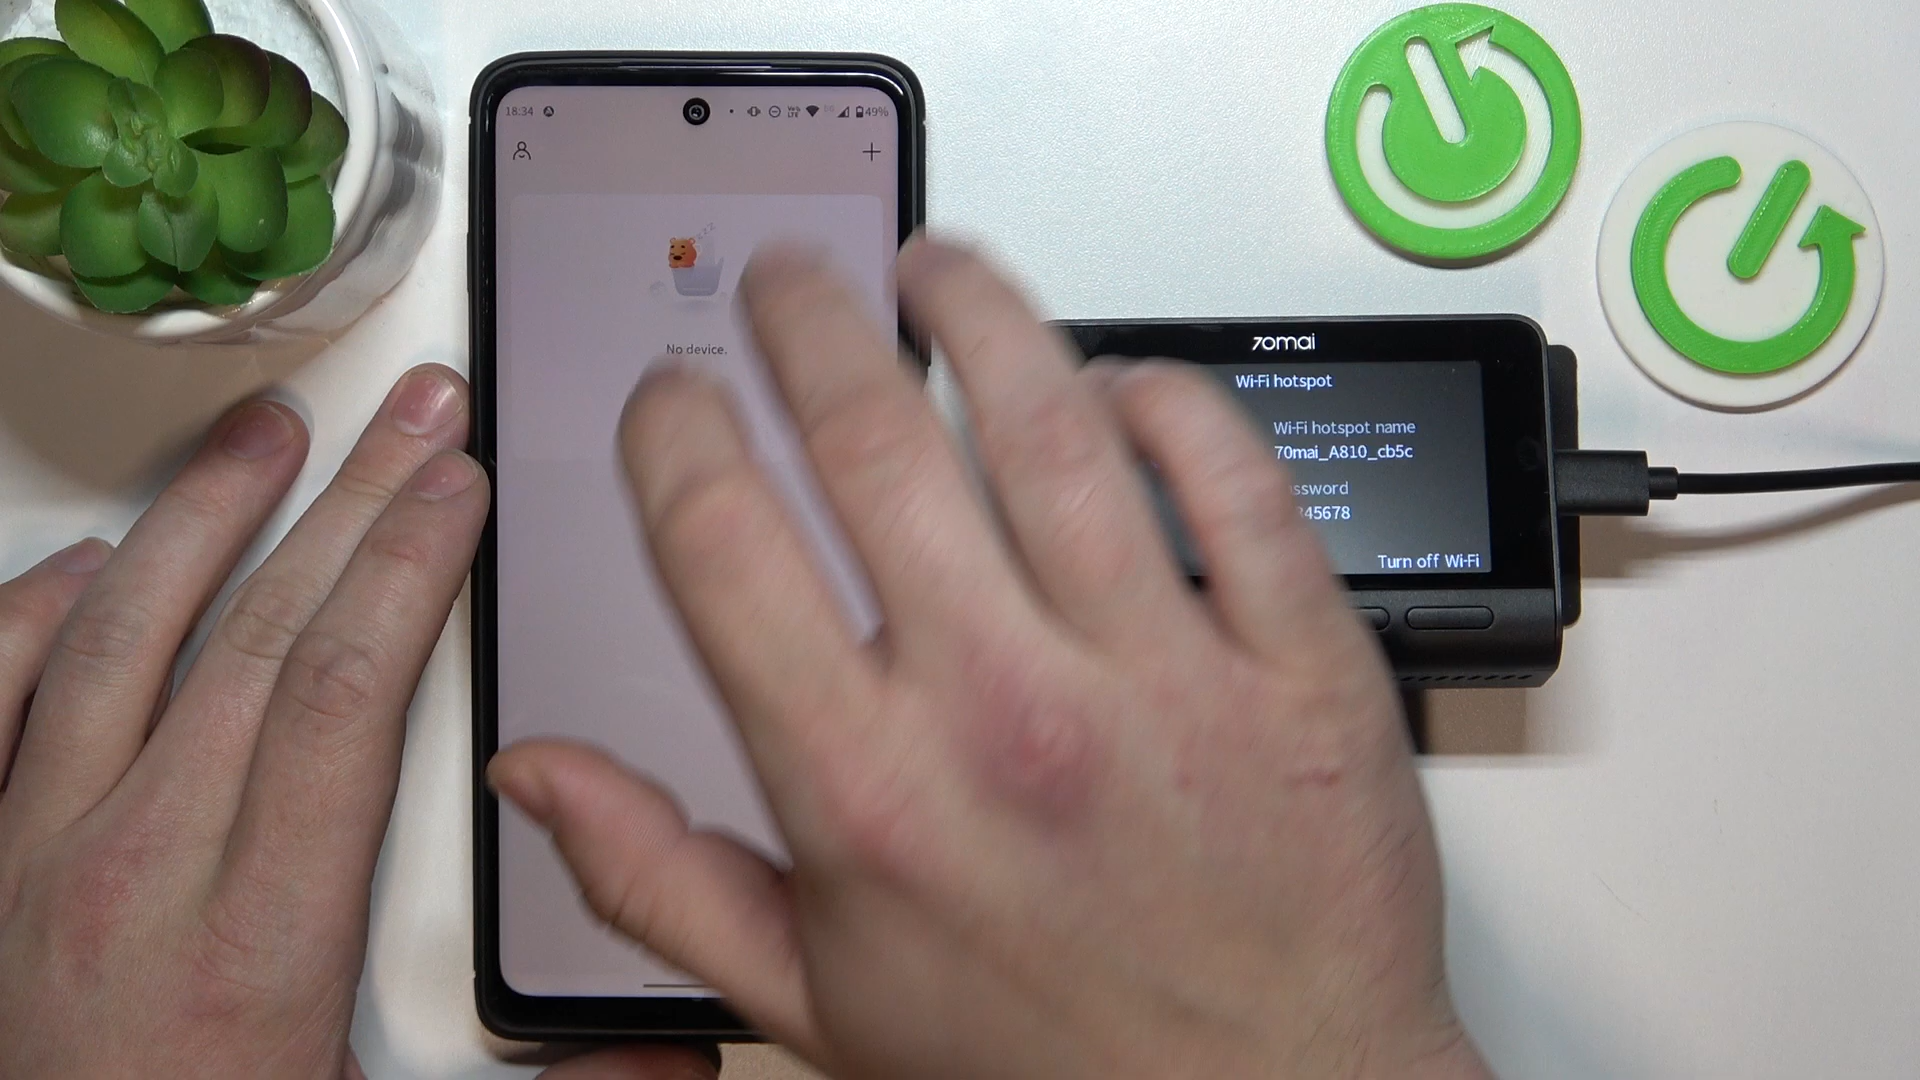 18:34
49%
No device.
70mai
Wi-Fi hotspot
Wi-Fi hotspot name
70mai_A810_cb5c
ssword
345678
Turn off Wi-Fi